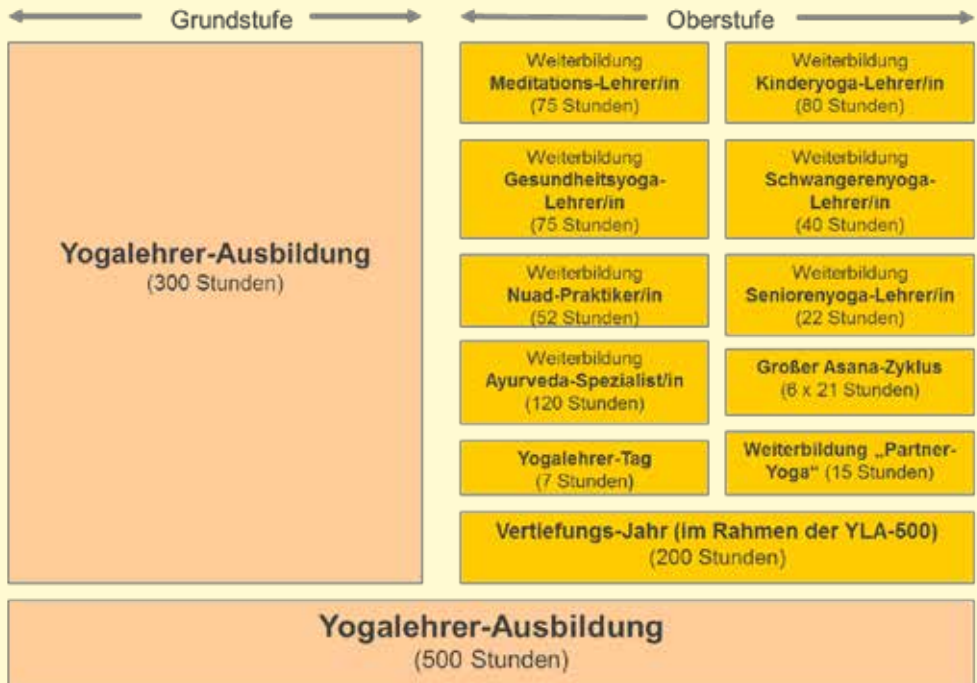 Grundstufe
Oberstufe
Yogalehrer-Ausbildung
(300 Stunden)
Weiterbildung
Meditations-Lehrer/in
(75 Stunden)
Weiterbildung
Kinderyoga-Lehrer/in
(80 Stunden)
Weiterbildung
Gesundheitsyoga-
Lehrer/in
(75 Stunden)
Weiterbildung
Schwangerenyoga-
Lehrer/in
(40 Stunden)
Weiterbildung
Nuad-Praktiker/in
(52 Stunden)
Weiterbildung
Seniorenyoga-Lehrer/in
(22 Stunden)
Weiterbildung
Ayurveda-Spezialist/in
(120 Stunden)
Großer Asana-Zyklus
(6 x 21 Stunden)
Yogalehrer-Tag
(7 Stunden)
Weiterbildung „Partner-
Yoga“ (15 Stunden)
Vertiefungs-Jahr (im Rahmen der YLA-500)
(200 Stunden)
Yogalehrer-Ausbildung
(500 Stunden)